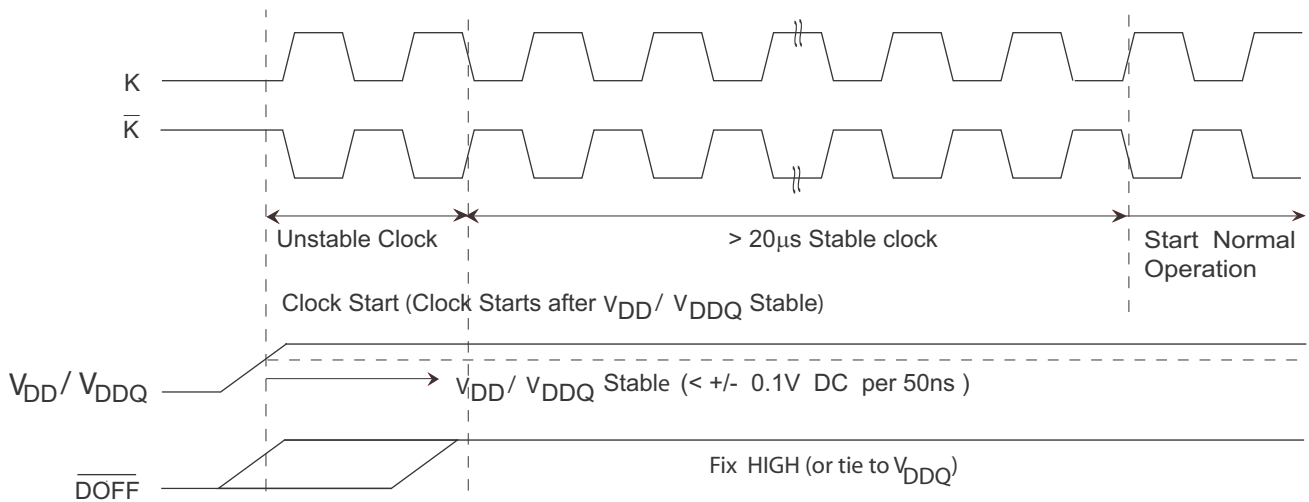 K
K̅
Unstable Clock
> 20μs Stable clock
Start Normal
Operation
Clock Start (Clock Starts after VDD / VDDQ Stable)
VDD / VDDQ
VDD / VDDQ Stable (< +/- 0.1V DC per 50ns )
Fix HIGH (or tie to VDDQ)
DOFF